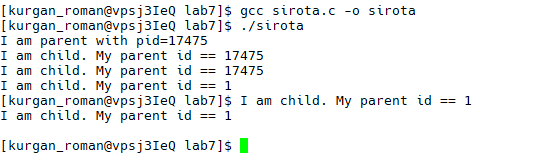 [kurgan_roman@vpsj3IeQ lab7]$ gcc sirota.c -o sirota
[kurgan_roman@vpsj3IeQ lab7]$ ./sirota
I am parent with pid=17475
I am child. My parent id == 17475
I am child. My parent id == 17475
I am child. My parent id == 1
[kurgan_roman@vpsj3IeQ lab7]$ I am child. My parent id == 1
I am child. My parent id == 1
[kurgan_roman@vpsj3IeQ lab7]$